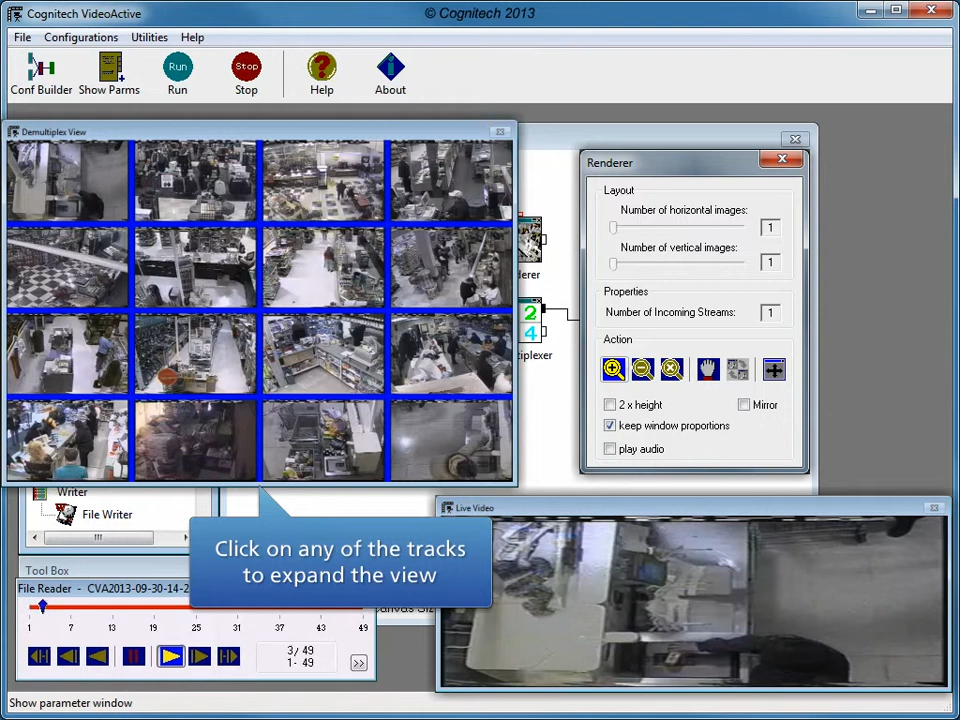 Cognitech VideoActive
© Cognitech 2013
File Configurations Utilities Help
Run
Stop
Conf Builder Show Parms Run Stop Help About
Demultiplex View
Renderer
Layout
Number of horizontal images:
1
Number of vertical images:
1
Properties
Number of Incoming Streams: 1
Action
2 x height
Mirror
keep window proportions
play audio
derer
2
4
tiplexer
Writer
File Writer
Live Video
Click on any of the tracks
to expand the view
Tool Box
File Reader - CVA2013-09-30-14-2
1 7 13 19 25 31 37 43 49
3/ 49
1- 49
>>
Show parameter window